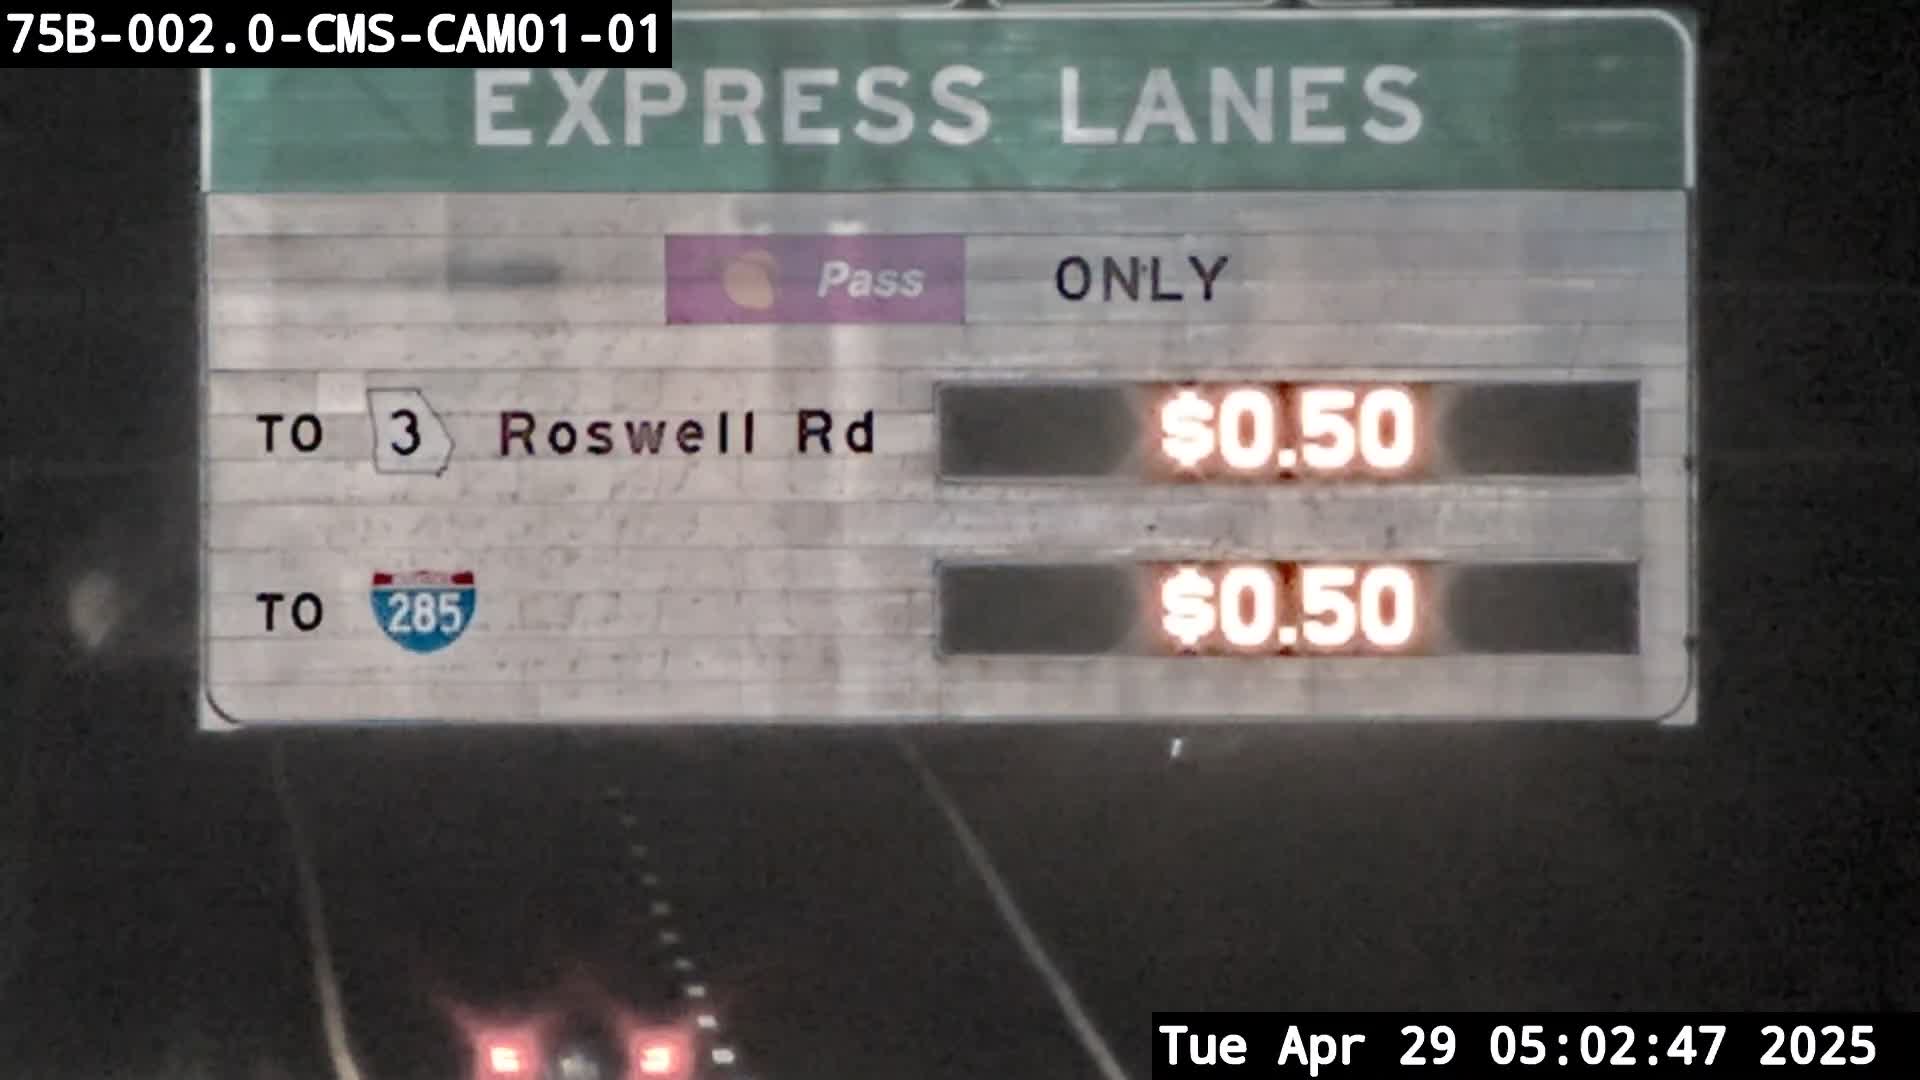 75B-002.0-CMS-CAM01-01
EXPRESS LANES
Pass ONLY
TO 3 Roswell Rd $0.50
TO 285 $0.50
Tue Apr 29 05:02:47 2025